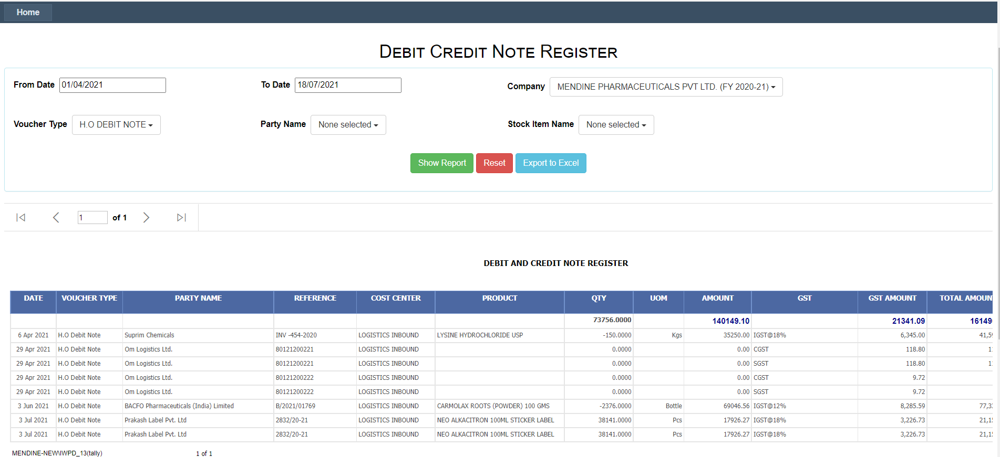 Home
DEBIT CREDIT NOTE REGISTER
From Date 01/04/2021 To Date 18/07/2021 Company MENDINE PHARMACEUTICALS PVT LTD. (FY 2020-21)
Voucher Type H.O DEBIT NOTE Party Name None selected Stock Item Name None selected
Show Report Reset Export to Excel
1 of 1
DEBIT AND CREDIT NOTE REGISTER
DATE VOUCHER TYPE PARTY NAME REFERENCE COST CENTER PRODUCT QTY UOM AMOUNT GST GST AMOUNT TOTAL AMOUN
73756.0000 140149.10 21341.09 16149
6 Apr 2021 H.O Debit Note Suprim Chemicals INV -454-2020 LOGISTICS INBOUND LYSINE HYDROCHLORIDE USP -150.0000 Kgs 35250.00 IGST@18% 6,345.00 41,59
29 Apr 2021 H.O Debit Note Om Logistics Ltd. 80121200221 LOGISTICS INBOUND 0.0000 0.00 CGST 118.80 11
29 Apr 2021 H.O Debit Note Om Logistics Ltd. 80121200221 LOGISTICS INBOUND 0.0000 0.00 SGST 118.80 11
29 Apr 2021 H.O Debit Note Om Logistics Ltd. 80121200222 LOGISTICS INBOUND 0.0000 0.00 CGST 9.72
29 Apr 2021 H.O Debit Note Om Logistics Ltd. 80121200222 LOGISTICS INBOUND 0.0000 0.00 SGST 9.72
3 Jun 2021 H.O Debit Note BACFO Pharmaceuticals (India) Limited B/2021/01769 LOGISTICS INBOUND CARMOLAX ROOTS (POWDER) 100 GMS -2376.0000 Bottle 69046.56 IGST@12% 8,285.59 77,33
3 Jul 2021 H.O Debit Note Prakash Label Pvt. Ltd 2832/20-21 LOGISTICS INBOUND NEO ALKACITRON 100ML STICKER LABEL 38141.0000 Pcs 17926.27 IGST@18% 3,226.73 21,15
3 Jul 2021 H.O Debit Note Prakash Label Pvt. Ltd 2832/20-21 LOGISTICS INBOUND NEO ALKACITRON 100ML STICKER LABEL 38141.0000 Pcs 17926.27 IGST@18% 3,226.73 21,15
MENDINE-NEW\IWPD_13(tally) 1 of 1